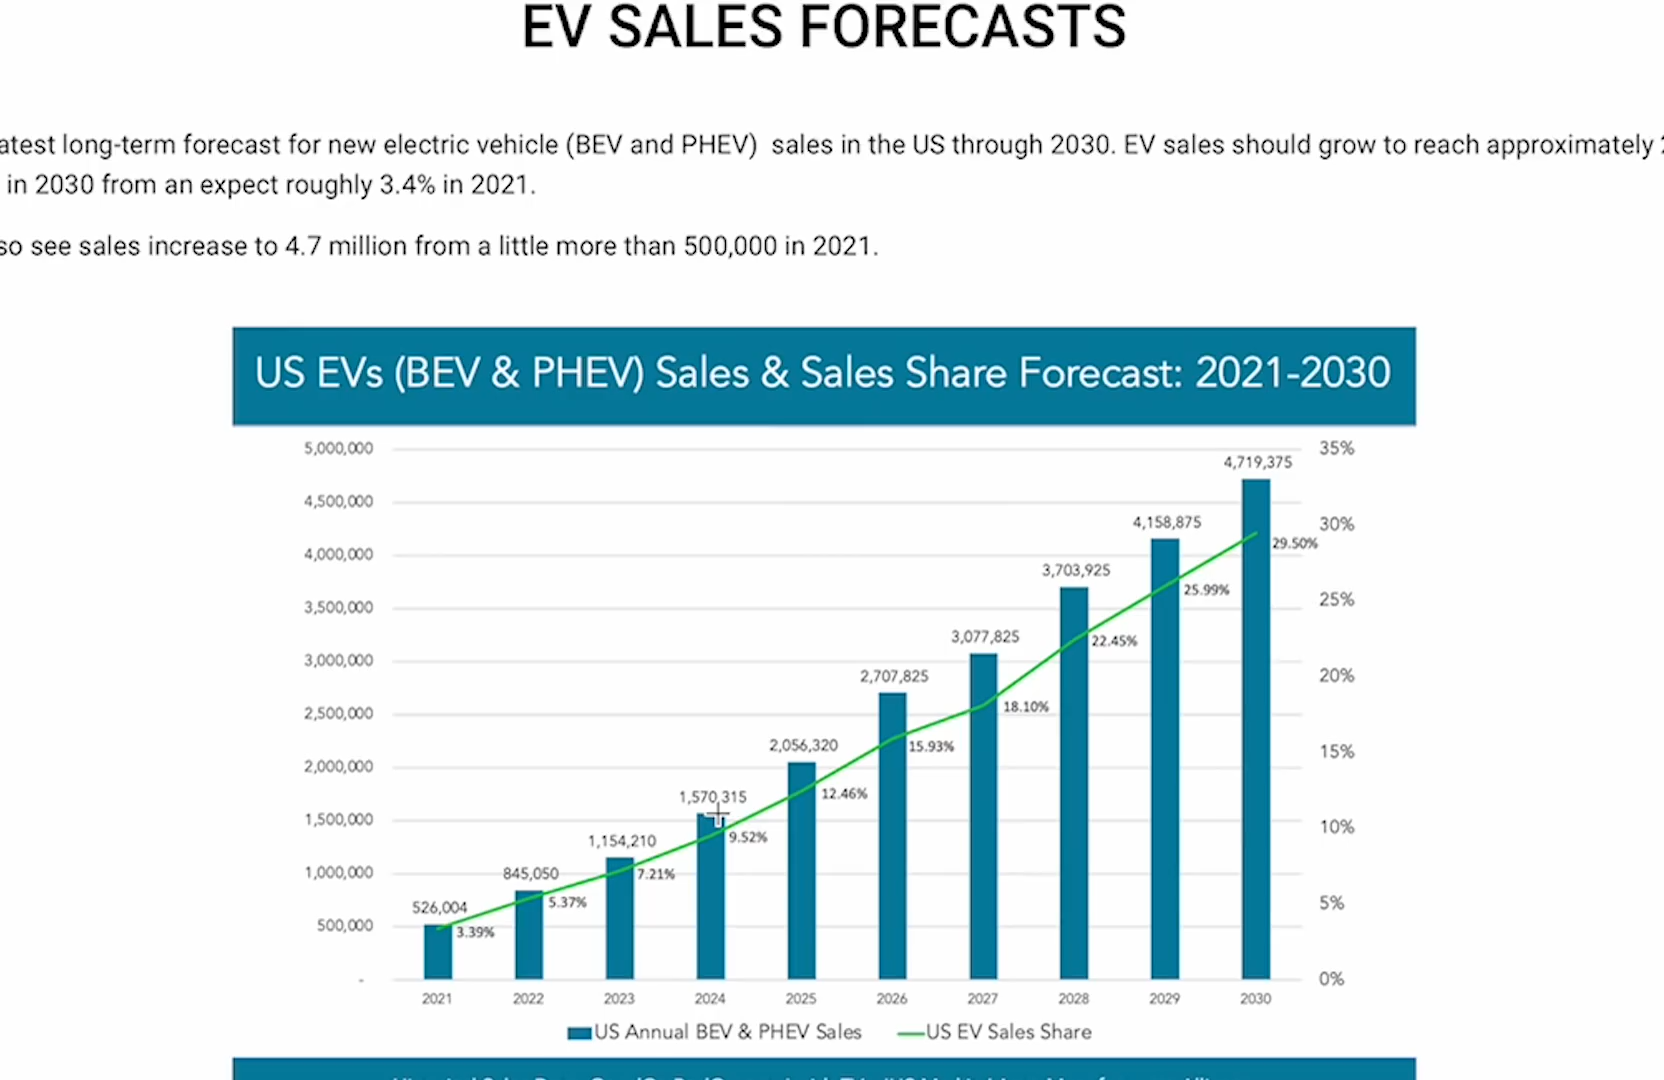 EV SALES FORECASTS
atest long-term forecast for new electric vehicle (BEV and PHEV) sales in the US through 2030. EV sales should grow to reach approximately
in 2030 from an expect roughly 3.4% in 2021.
so see sales increase to 4.7 million from a little more than 500,000 in 2021.
US EVs (BEV & PHEV) Sales & Sales Share Forecast: 2021-2030
5,000,000 35%
4,719,375
4,500,000
4,158,875 30%
29.50%
4,000,000
3,703,925
25.99%
3,500,000 25%
3,077,825 22.45%
3,000,000
2,707,825 20%
18.10%
2,500,000
2,056,320 15.93% 15%
2,000,000
1,570,315 12.46%
1,500,000 10%
1,154,210 9.52%
1,000,000 845,050 7.21%
526,004 5.37% 5%
500,000 3.39%
- 0%
2021 2022 2023 2024 2025 2026 2027 2028 2029 2030
US Annual BEV & PHEV Sales US EV Sales Share